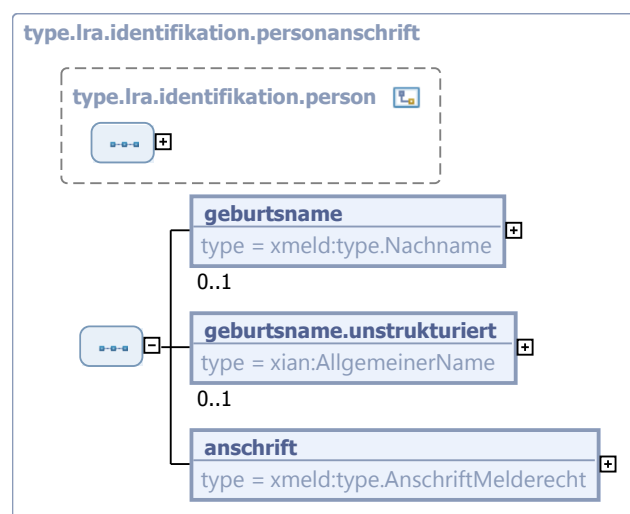 type.lra.identifikation.personanschrift
type.lra.identifikation.person
geburtsname
type = xmeld:type.Nachname
0..1
geburtsname.unstrukturiert
type = xian:AllgemeinerName
0..1
anschrift
type = xmeld:type.AnschriftMelderecht